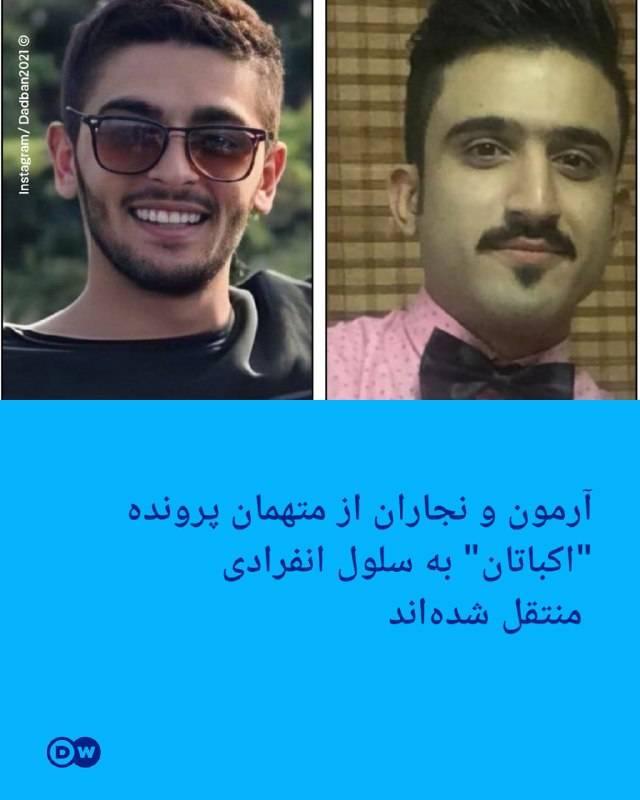 © Instagram/ Dadban2021
آرمون و نجاران از متهمان پرونده
"اکباتان" به سلول انفرادی
منتقل شده‌اند
DW